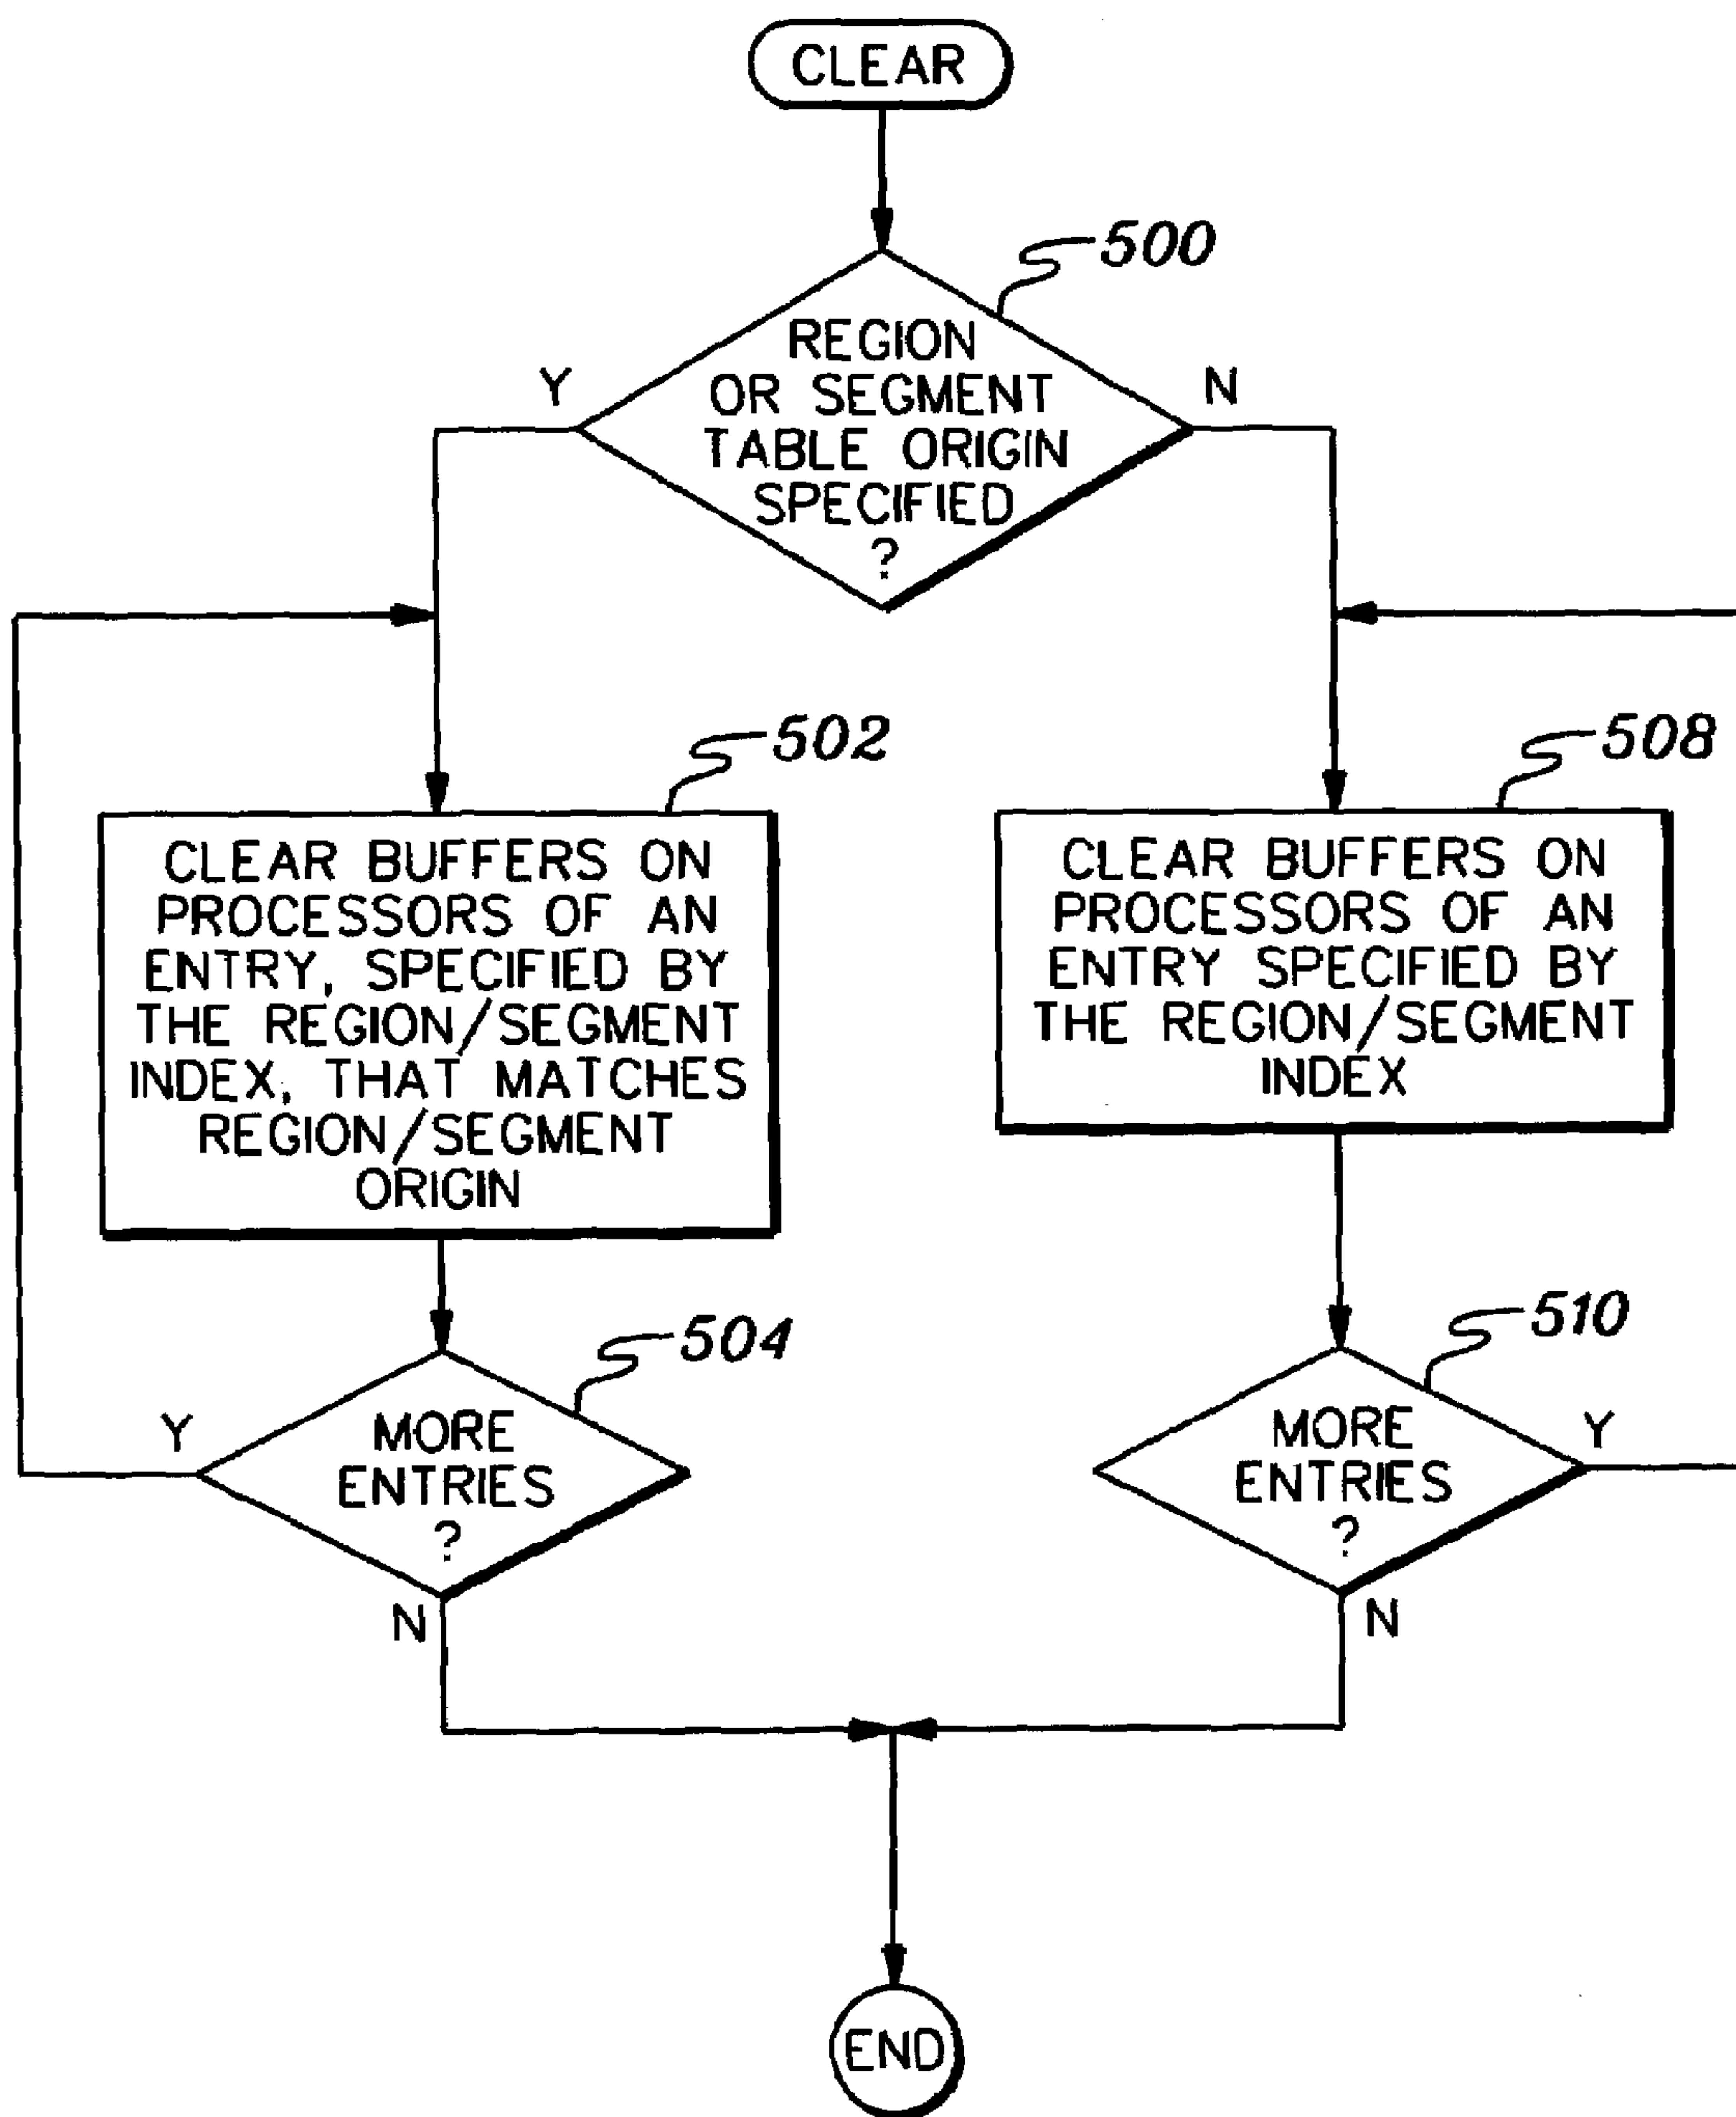 CLEAR
500
REGION
OR SEGMENT
TABLE ORIGIN
SPECIFIED
?
Y
N
502
CLEAR BUFFERS ON
PROCESSORS OF AN
ENTRY, SPECIFIED BY
THE REGION/SEGMENT
INDEX, THAT MATCHES
REGION/SEGMENT
ORIGIN
508
CLEAR BUFFERS ON
PROCESSORS OF AN
ENTRY SPECIFIED BY
THE REGION/SEGMENT
INDEX
504
MORE
ENTRIES
?
Y
N
510
MORE
ENTRIES
?
Y
N
END